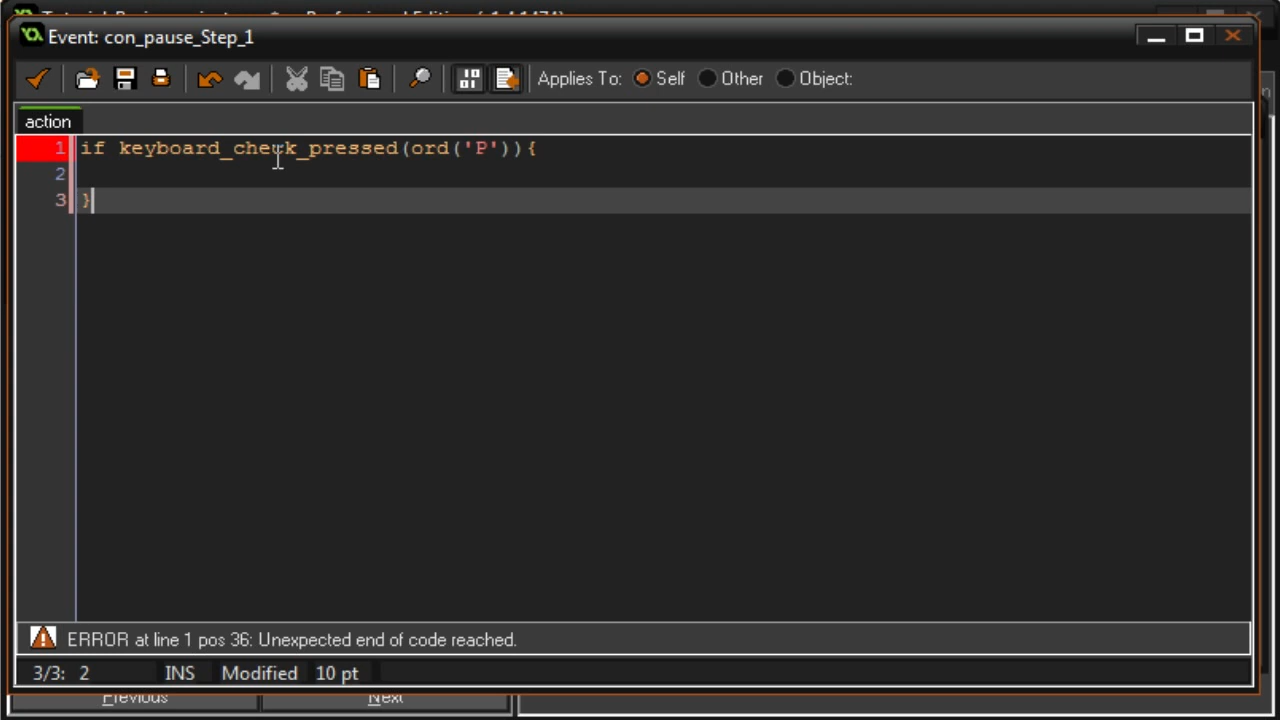 Event: con_pause_Step_1
Applies To: Self Other Object:
action
1 if keyboard_check_pressed(ord('P')){
2
3 }
ERROR at line 1 pos 36: Unexpected end of code reached.
3/3: 2 INS Modified 10 pt
Previous Next